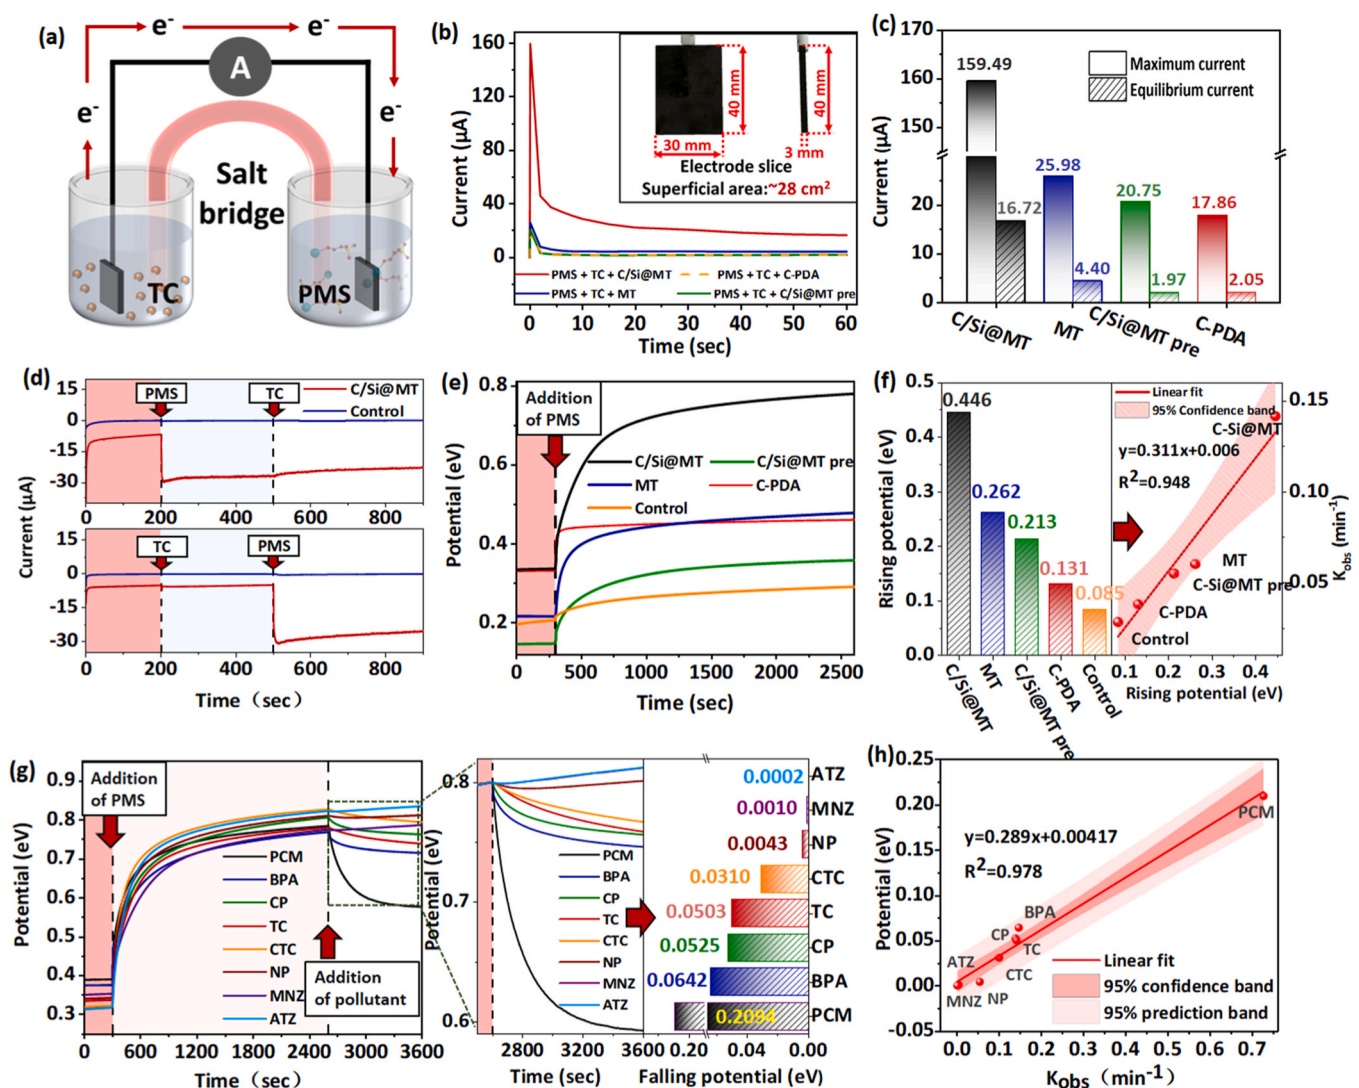 (a)
e-
e-
A
e-
e-
Salt
bridge
TC
PMS
(b)
160
120
80
40
0
Current (μA)
40 mm
40 mm
30 mm
3 mm
Electrode slice
Superficial area:~28 cm2
PMS + TC + C/Si@MT
PMS + TC + C-PDA
PMS + TC + MT
PMS + TC + C/Si@MT pre
0 10 20 30 40 50 60
Time (sec)
(c)
170
160
150
20
10
0
Current (μA)
Maximum current
Equilibrium current
159.49
16.72
25.98
4.40
20.75
1.97
17.86
2.05
C/Si@MT
MT
C/Si@MT pre
C-PDA
(d)
15
0
-15
-30
PMS
TC
C/Si@MT
Control
0 200 400 600 800
Current (μA)
15
0
-15
-30
TC
PMS
0 200 400 600 800
Time (sec)
(e)
0.8
0.6
0.4
0.2
Potential (eV)
Addition
of PMS
C/Si@MT
C/Si@MT pre
MT
C-PDA
Control
0 500 1000 1500 2000 2500
Time (sec)
(f)
0.5
0.4
0.3
0.2
0.1
0.0
Rising potential (eV)
0.446
0.262
0.213
0.131
0.085
C/Si@MT
MT
C/Si@MT pre
C-PDA
Control
Linear fit
95% Confidence band
C-Si@MT
y=0.311x+0.006
R2=0.948
MT
C-Si@MT pre
C-PDA
Control
0.15
0.10
0.05
Kobs (min-1)
0.0 0.1 0.2 0.3 0.4
Rising potential (eV)
(g)
0.9
0.8
0.7
0.6
0.5
0.4
0.3
Potential (eV)
Addition
of PMS
PCM
BPA
CP
TC
CTC
NP
MNZ
ATZ
Addition
of pollutant
0 600 1200 1800 2400 3000 3600
Time (sec)
0.8
0.7
0.6
Potential (eV)
PCM
BPA
CP
TC
CTC
NP
MNZ
ATZ
2800 3200 3600
Time (sec)
0.0002 ATZ
0.0010 MNZ
0.0043 NP
0.0310 CTC
0.0503 TC
0.0525 CP
0.0642 BPA
0.2094 PCM
0.20 0.04 0.00
Falling potential (eV)
(h)
0.25
0.20
0.15
0.10
0.05
0.00
-0.05
Potential (eV)
PCM
y=0.289x+0.00417
R2=0.978
BPA
CP
TC
ATZ
CTC
MNZ
NP
Linear fit
95% confidence band
95% prediction band
0.0 0.1 0.2 0.3 0.4 0.5 0.6 0.7
KObs (min-1)